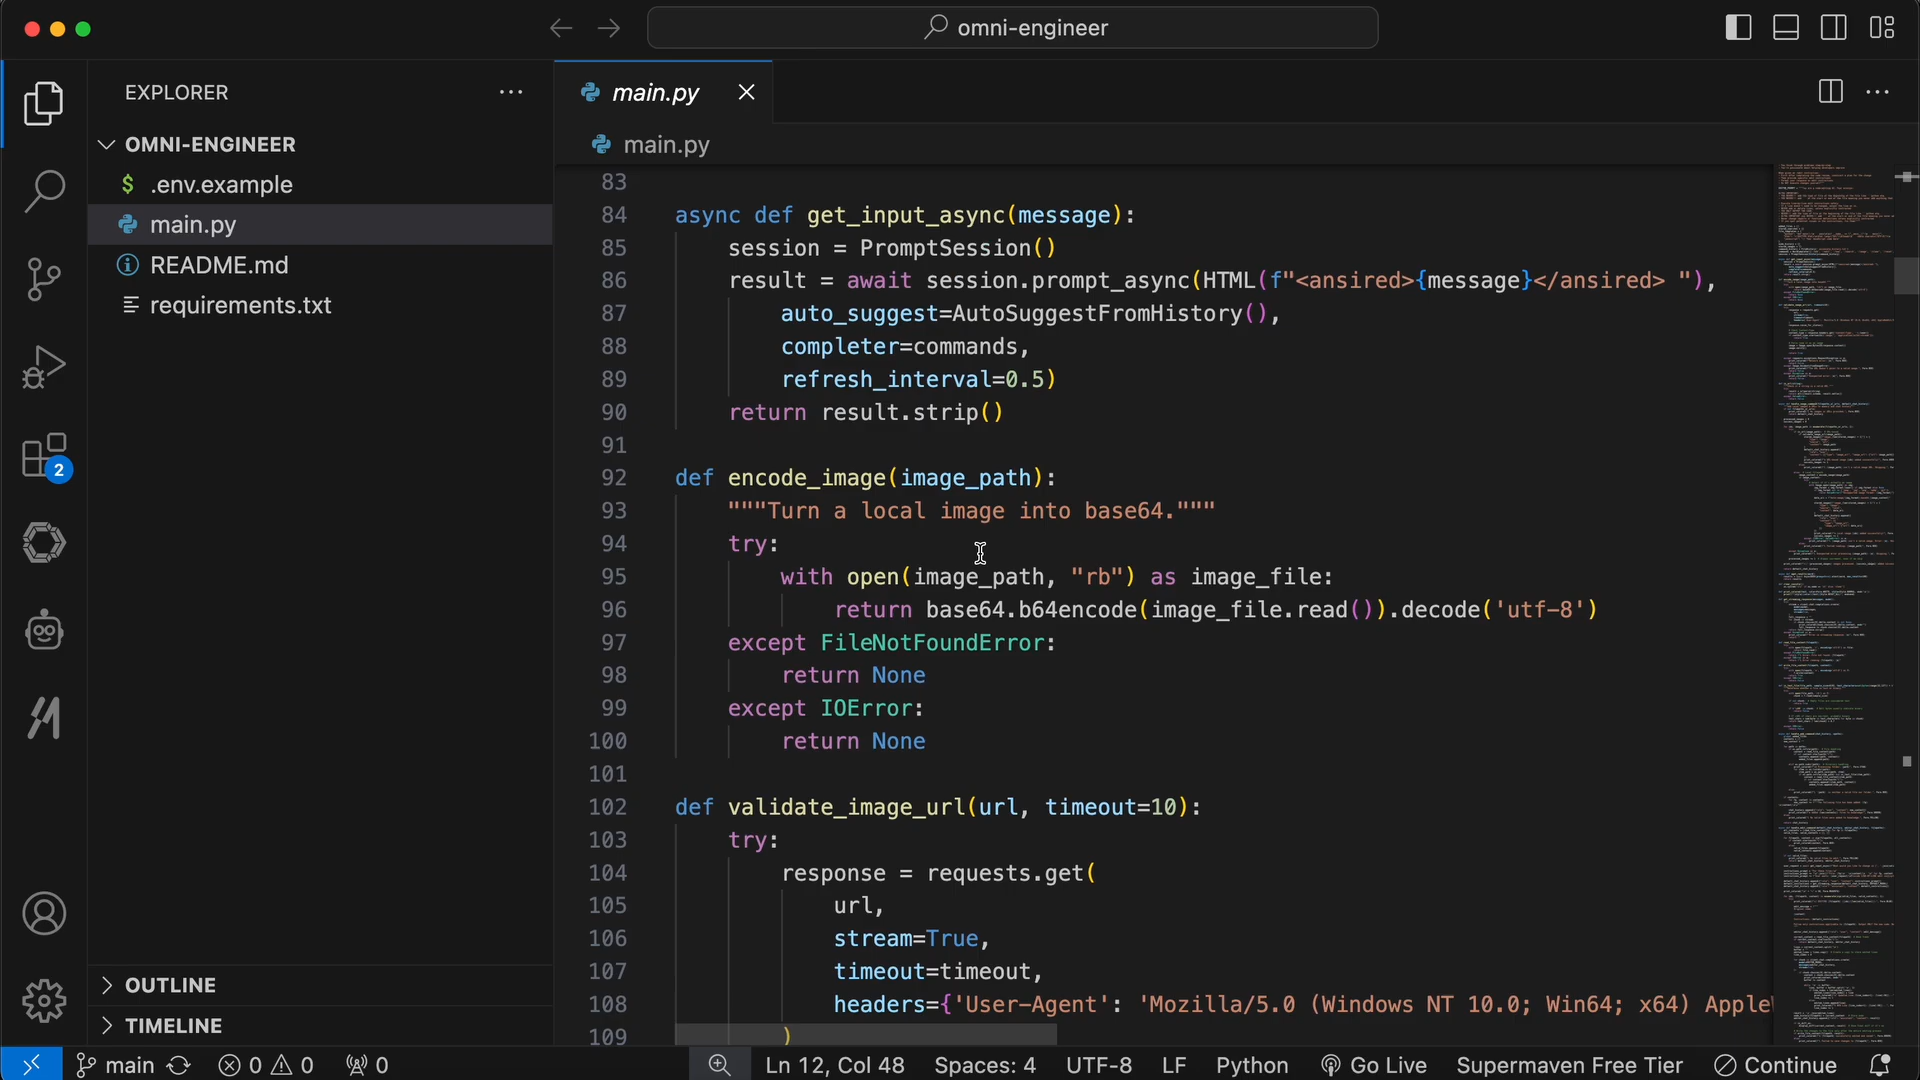 omni-engineer
EXPLORER
OMNI-ENGINEER
$ .env.example
main.py
README.md
requirements.txt
2
OUTLINE
TIMELINE
main.py
main.py
83
84 async def get_input_async(message):
85 session = PromptSession()
86 result = await session.prompt_async(HTML(f"<ansired>{message}</ansired> "),
87 auto_suggest=AutoSuggestFromHistory(),
88 completer=commands,
89 refresh_interval=0.5)
90 return result.strip()
91
92 def encode_image(image_path):
93 """Turn a local image into base64."""
94 try:
95 with open(image_path, "rb") as image_file:
96 return base64.b64encode(image_file.read()).decode('utf-8')
97 except FileNotFoundError:
98 return None
99 except IOError:
100 return None
101
102 def validate_image_url(url, timeout=10):
103 try:
104 response = requests.get(
105 url,
106 stream=True,
107 timeout=timeout,
108 headers={'User-Agent': 'Mozilla/5.0 (Windows NT 10.0; Win64; x64) Apple
109 )
main 0 0 0 Ln 12, Col 48 Spaces: 4 UTF-8 LF Python Go Live Supermaven Free Tier Continue